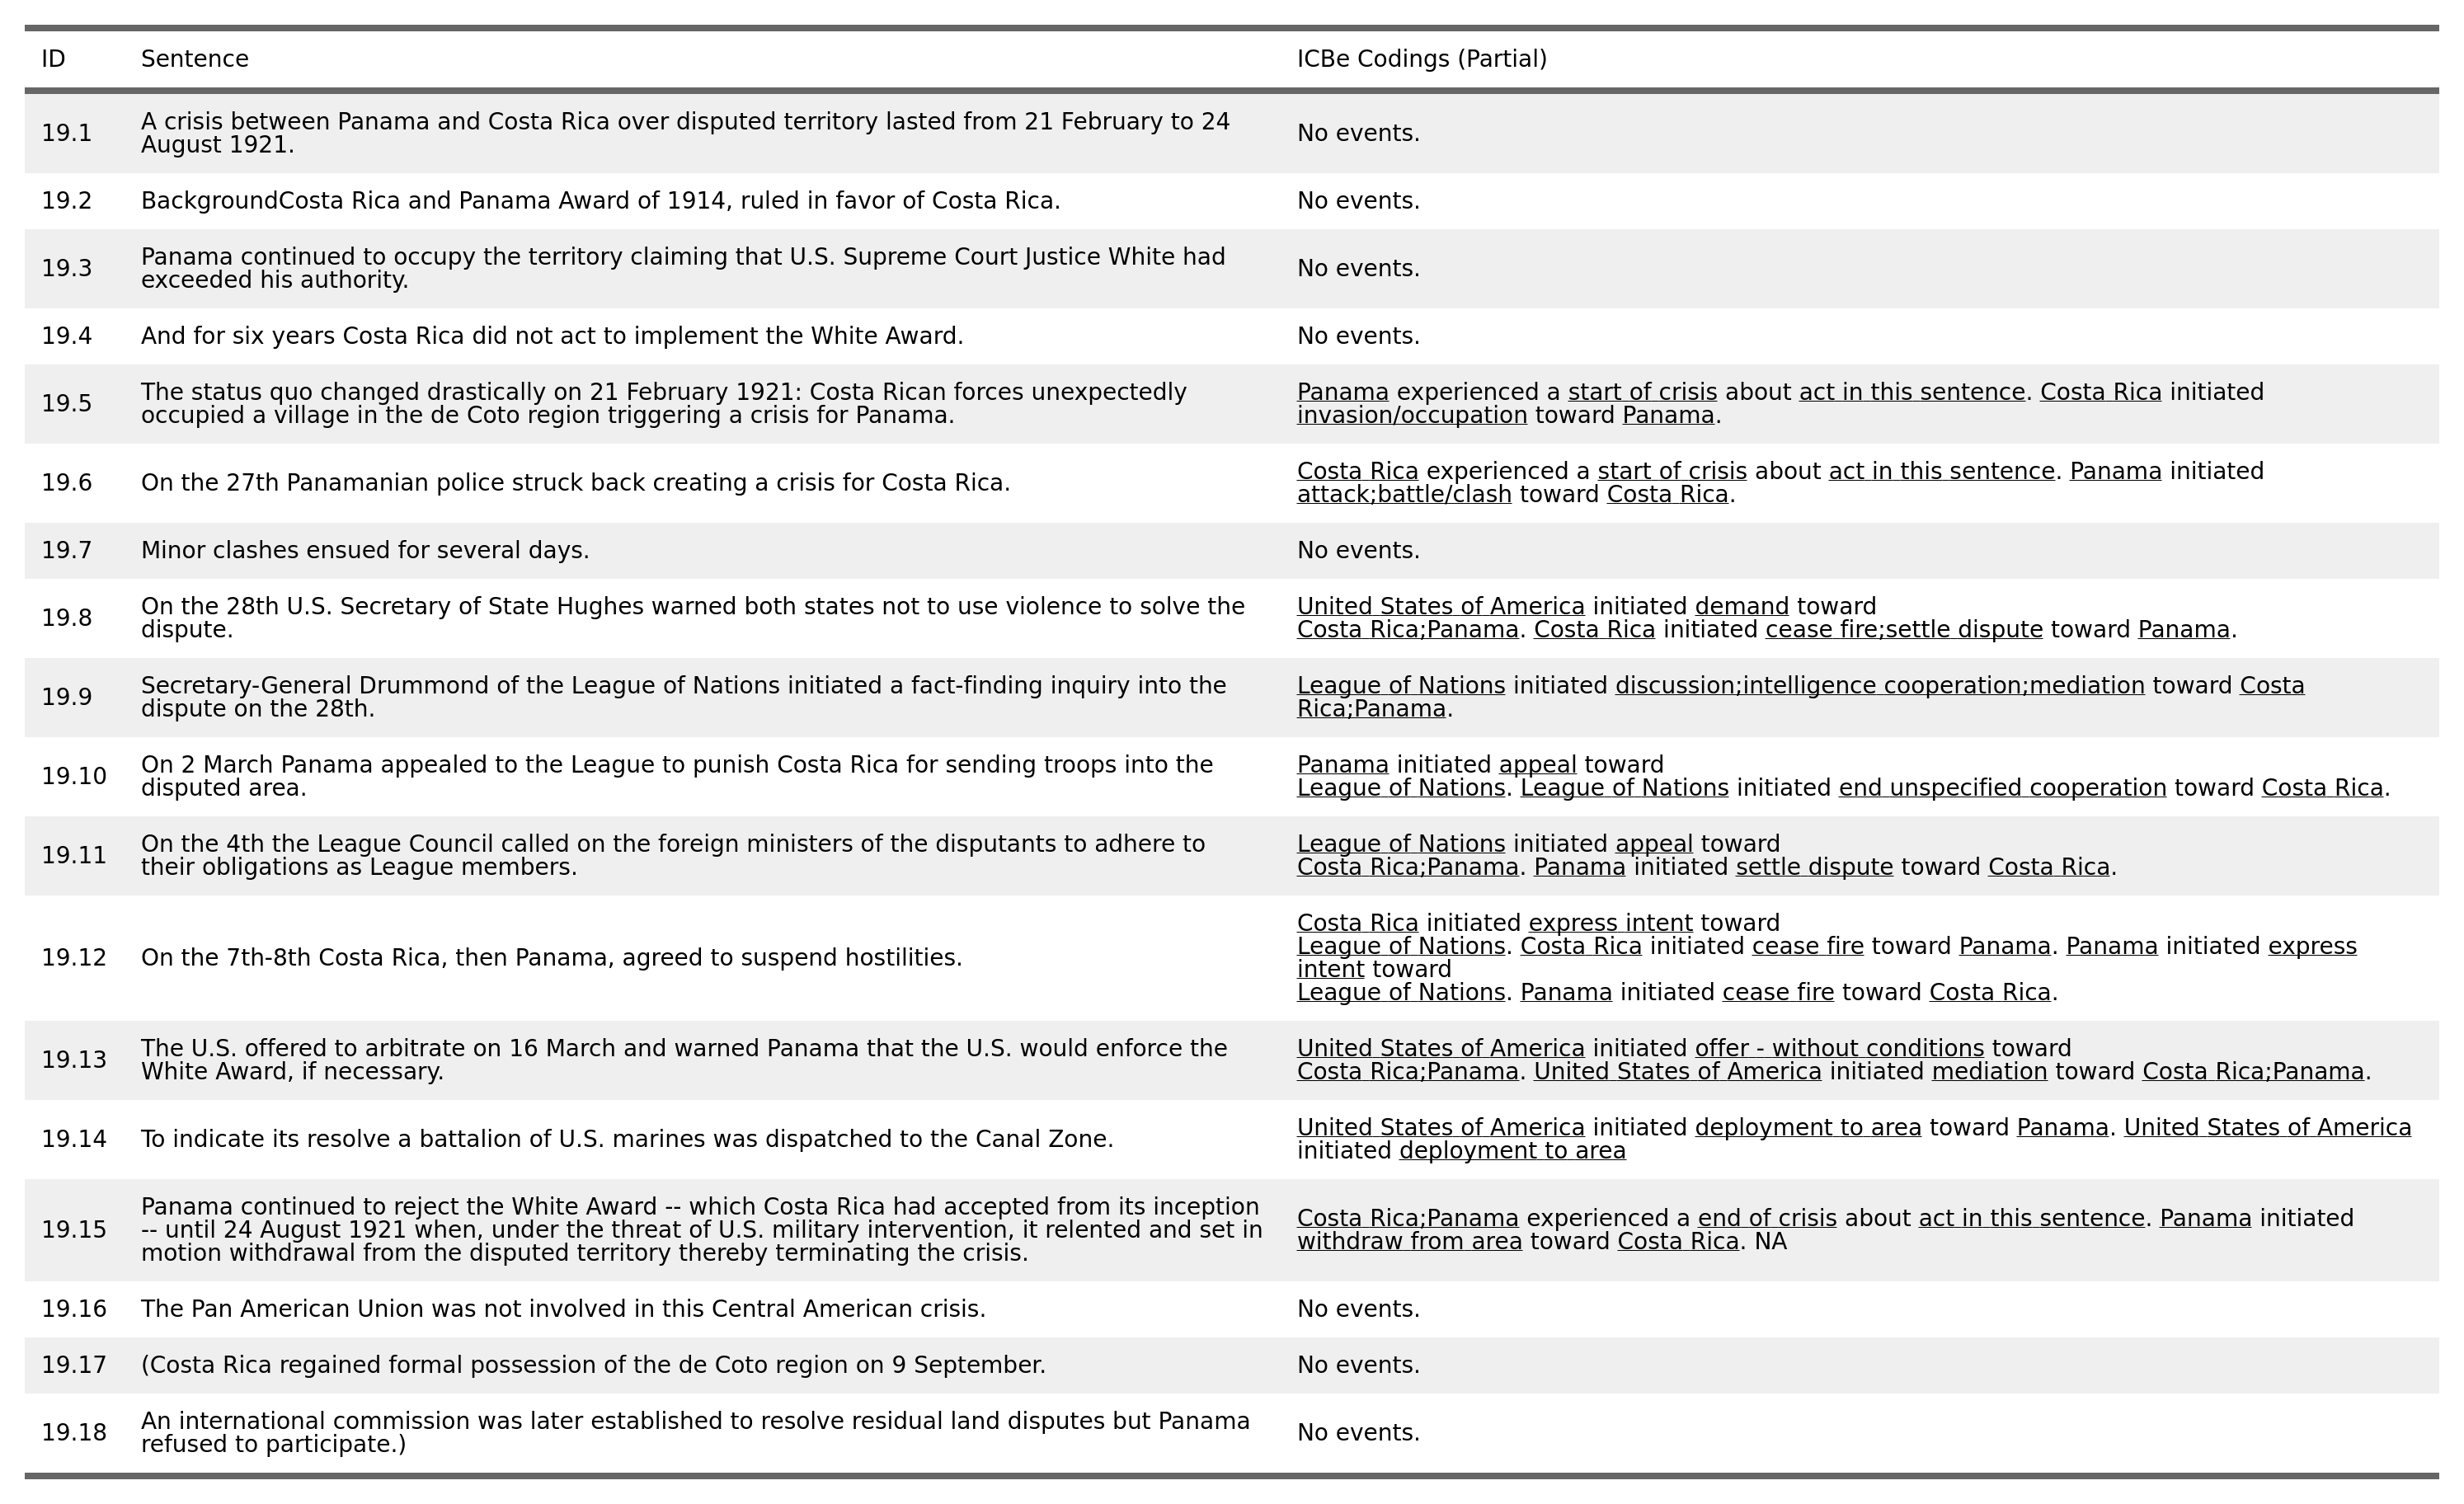 ID Sentence ICBe Codings (Partial)
19.1 A crisis between Panama and Costa Rica over disputed territory lasted from 21 February to 24
August 1921.
No events.
19.2 BackgroundCosta Rica and Panama Award of 1914, ruled in favor of Costa Rica. No events.
19.3 Panama continued to occupy the territory claiming that U.S. Supreme Court Justice White had
exceeded his authority.
No events.
19.4 And for six years Costa Rica did not act to implement the White Award. No events.
19.5 The status quo changed drastically on 21 February 1921: Costa Rican forces unexpectedly
occupied a village in the de Coto region triggering a crisis for Panama.
Panama experienced a start of crisis about act in this sentence. Costa Rica initiated
invasion/occupation toward Panama.
19.6 On the 27th Panamanian police struck back creating a crisis for Costa Rica.
Costa Rica experienced a start of crisis about act in this sentence. Panama initiated
attack;battle/clash toward Costa Rica.
19.7 Minor clashes ensued for several days. No events.
19.8 On the 28th U.S. Secretary of State Hughes warned both states not to use violence to solve the
dispute.
United States of America initiated demand toward
Costa Rica;Panama. Costa Rica initiated cease fire;settle dispute toward Panama.
19.9 Secretary-General Drummond of the League of Nations initiated a fact-finding inquiry into the
dispute on the 28th.
League of Nations initiated discussion;intelligence cooperation;mediation toward Costa
Rica;Panama.
19.10 On 2 March Panama appealed to the League to punish Costa Rica for sending troops into the
disputed area.
Panama initiated appeal toward
League of Nations. League of Nations initiated end unspecified cooperation toward Costa Rica.
19.11 On the 4th the League Council called on the foreign ministers of the disputants to adhere to
their obligations as League members.
League of Nations initiated appeal toward
Costa Rica;Panama. Panama initiated settle dispute toward Costa Rica.
19.12 On the 7th-8th Costa Rica, then Panama, agreed to suspend hostilities.
Costa Rica initiated express intent toward
League of Nations. Costa Rica initiated cease fire toward Panama. Panama initiated express
intent toward
League of Nations. Panama initiated cease fire toward Costa Rica.
19.13 The U.S. offered to arbitrate on 16 March and warned Panama that the U.S. would enforce the
White Award, if necessary.
United States of America initiated offer - without conditions toward
Costa Rica;Panama. United States of America initiated mediation toward Costa Rica;Panama.
19.14 To indicate its resolve a battalion of U.S. marines was dispatched to the Canal Zone.
United States of America initiated deployment to area toward Panama. United States of America
initiated deployment to area
19.15 Panama continued to reject the White Award -- which Costa Rica had accepted from its inception
-- until 24 August 1921 when, under the threat of U.S. military intervention, it relented and set in
motion withdrawal from the disputed territory thereby terminating the crisis.
Costa Rica;Panama experienced a end of crisis about act in this sentence. Panama initiated
withdraw from area toward Costa Rica. NA
19.16 The Pan American Union was not involved in this Central American crisis. No events.
19.17 (Costa Rica regained formal possession of the de Coto region on 9 September. No events.
19.18 An international commission was later established to resolve residual land disputes but Panama
refused to participate.)
No events.